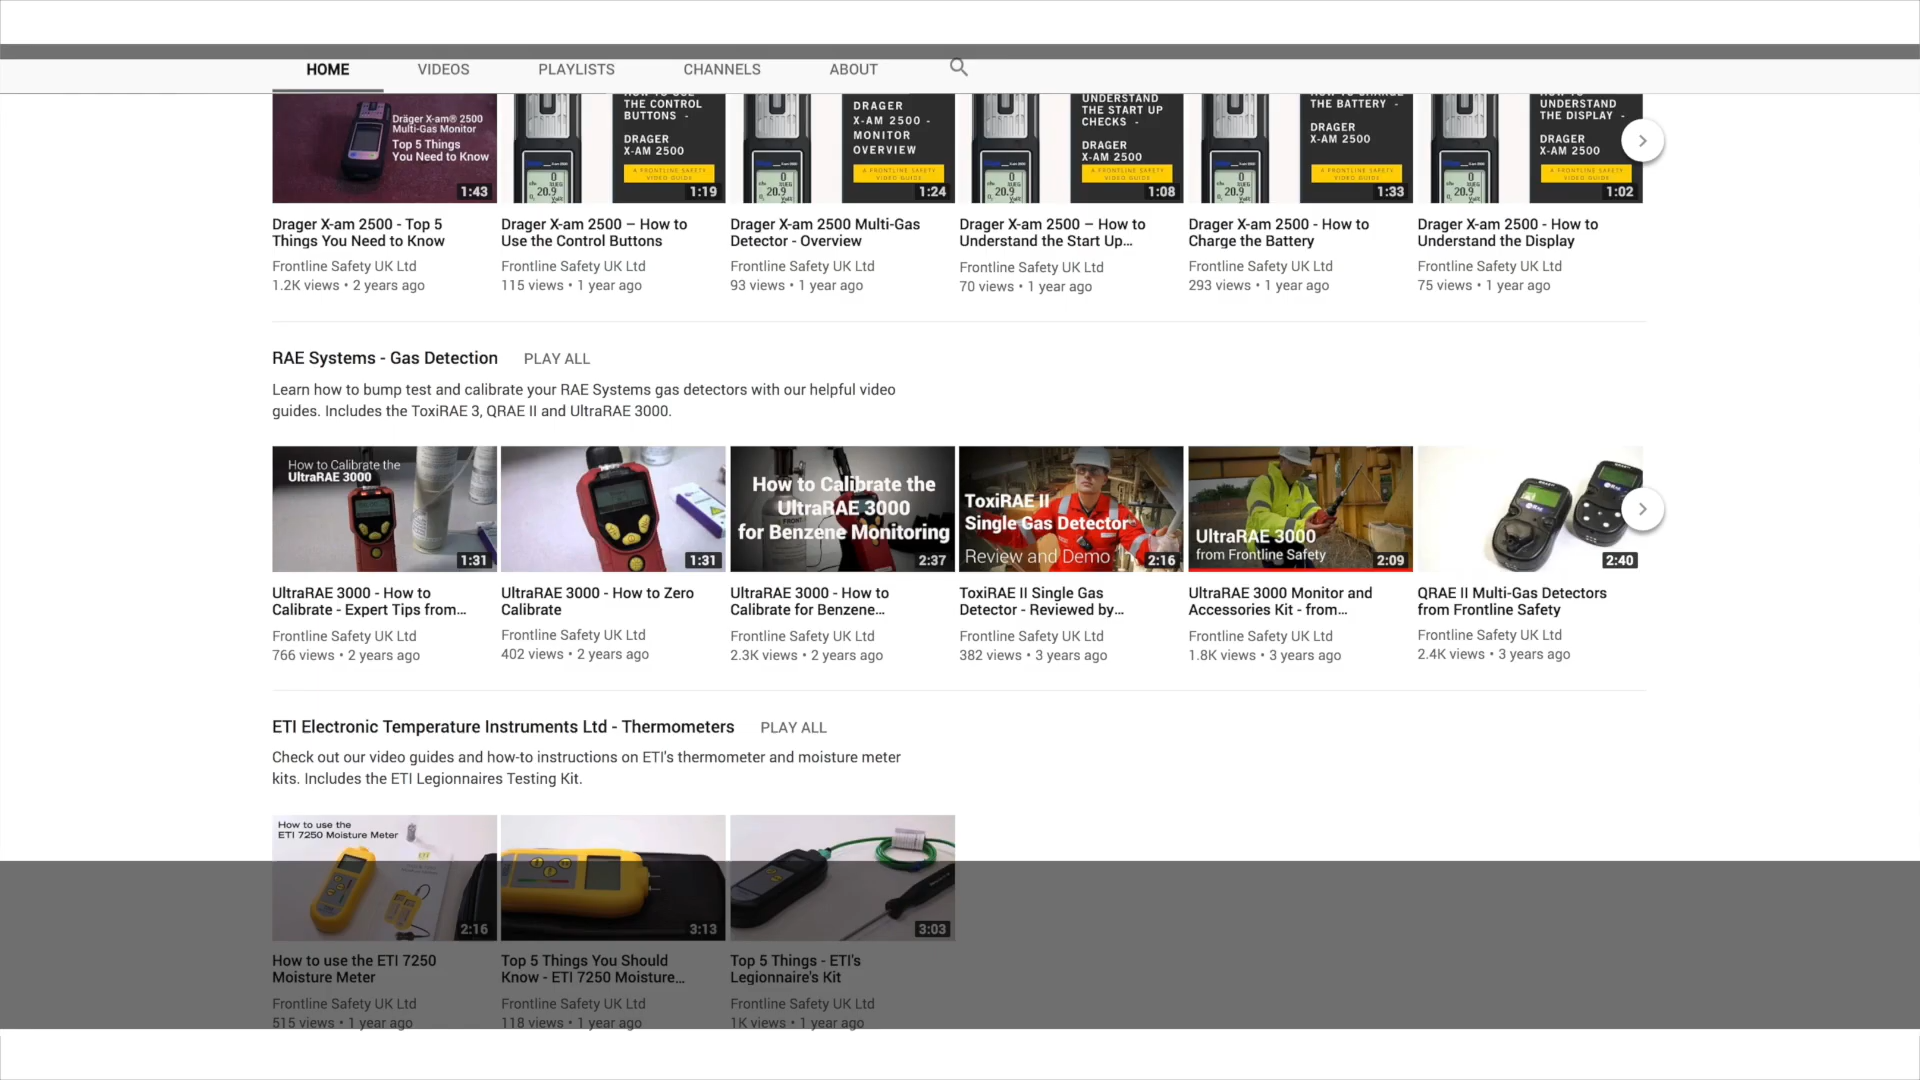 HOME VIDEOS PLAYLISTS CHANNELS ABOUT
Dräger X-am® 2500
Multi-Gas Monitor
Top 5 Things
You Need to Know
1:43
THE CONTROL
BUTTONS -
DRAGER
X-AM 2500
A FRONTLINE SAFETY
VIDEO GUIDE
1:19
DRAGER
X-AM 2500 -
MONITOR
OVERVIEW
A FRONTLINE SAFETY
VIDEO GUIDE
1:24
UNDERSTAND
THE START UP
CHECKS -
DRAGER
X-AM 2500
A FRONTLINE SAFETY
VIDEO GUIDE
1:08
THE BATTERY -
DRAGER
X-AM 2500
A FRONTLINE SAFETY
VIDEO GUIDE
1:33
UNDERSTAND
THE DISPLAY -
DRAGER
X-AM 2500
A FRONTLINE SAFETY
VIDEO GUIDE
1:02
Drager X-am 2500 - Top 5
Things You Need to Know
Frontline Safety UK Ltd
1.2K views • 2 years ago
Drager X-am 2500 – How to
Use the Control Buttons
Frontline Safety UK Ltd
115 views • 1 year ago
Drager X-am 2500 Multi-Gas
Detector - Overview
Frontline Safety UK Ltd
93 views • 1 year ago
Drager X-am 2500 – How to
Understand the Start Up...
Frontline Safety UK Ltd
70 views • 1 year ago
Drager X-am 2500 - How to
Charge the Battery
Frontline Safety UK Ltd
293 views • 1 year ago
Drager X-am 2500 - How to
Understand the Display
Frontline Safety UK Ltd
75 views • 1 year ago
RAE Systems - Gas Detection PLAY ALL
Learn how to bump test and calibrate your RAE Systems gas detectors with our helpful video
guides. Includes the ToxiRAE 3, QRAE II and UltraRAE 3000.
How to Calibrate the
UltraRAE 3000
1:31
1:31
How to Calibrate the
UltraRAE 3000
for Benzene Monitoring
2:37
ToxiRAE II
Single Gas Detector
Review and Demo
2:16
UltraRAE 3000
from Frontline Safety
2:09
2:40
UltraRAE 3000 - How to
Calibrate - Expert Tips from...
Frontline Safety UK Ltd
766 views • 2 years ago
UltraRAE 3000 - How to Zero
Calibrate
Frontline Safety UK Ltd
402 views • 2 years ago
UltraRAE 3000 - How to
Calibrate for Benzene...
Frontline Safety UK Ltd
2.3K views • 2 years ago
ToxiRAE II Single Gas
Detector - Reviewed by...
Frontline Safety UK Ltd
382 views • 3 years ago
UltraRAE 3000 Monitor and
Accessories Kit - from...
Frontline Safety UK Ltd
1.8K views • 3 years ago
QRAE II Multi-Gas Detectors
from Frontline Safety
Frontline Safety UK Ltd
2.4K views • 3 years ago
ETI Electronic Temperature Instruments Ltd - Thermometers PLAY ALL
Check out our video guides and how-to instructions on ETI's thermometer and moisture meter
kits. Includes the ETI Legionnaires Testing Kit.
How to use the
ETI 7250 Moisture Meter
2:16
3:13
3:03
How to use the ETI 7250
Moisture Meter
Frontline Safety UK Ltd
515 views • 1 year ago
Top 5 Things You Should
Know - ETI 7250 Moisture...
Frontline Safety UK Ltd
118 views • 1 year ago
Top 5 Things - ETI's
Legionnaire's Kit
Frontline Safety UK Ltd
1K views • 1 year ago